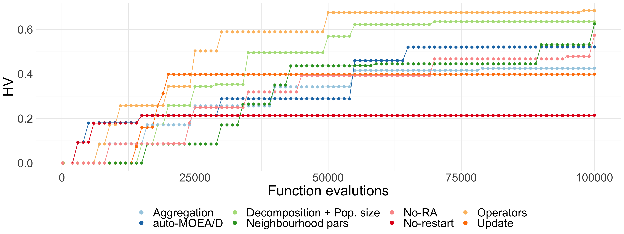 HV
0.6
0.4
0.2
0.0
0
25000
50000
75000
100000
Function evalutions
Aggregation
Decomposition + Pop. size
No-RA
Operators
auto-MOEA/D
Neighbourhood pars
No-restart
Update